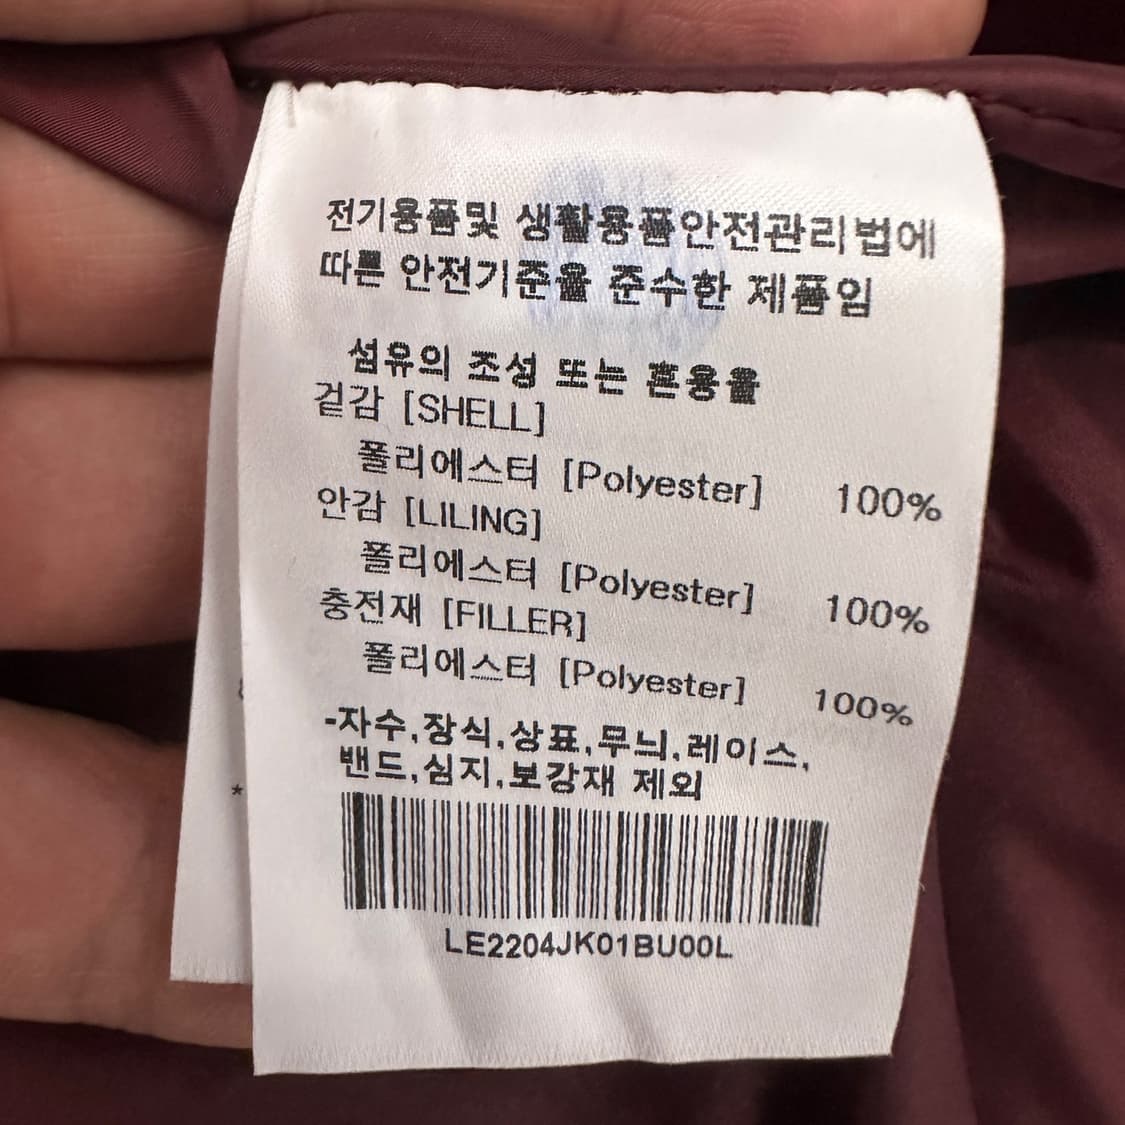 전기용품및 생활용품안전관리법에
따른 안전기준을 준수한 제품임
섬유의 조성 또는 혼용율
겉감 [SHELL]
폴리에스터 [Polyester] 100%
안감 [LILING]
폴리에스터 [Polyester] 100%
충전재 [FILLER]
폴리에스터 [Polyester] 100%
-자수,장식,상표,무늬,레이스,
밴드,심지,보강재 제외
LE2204JK01BU00L
*